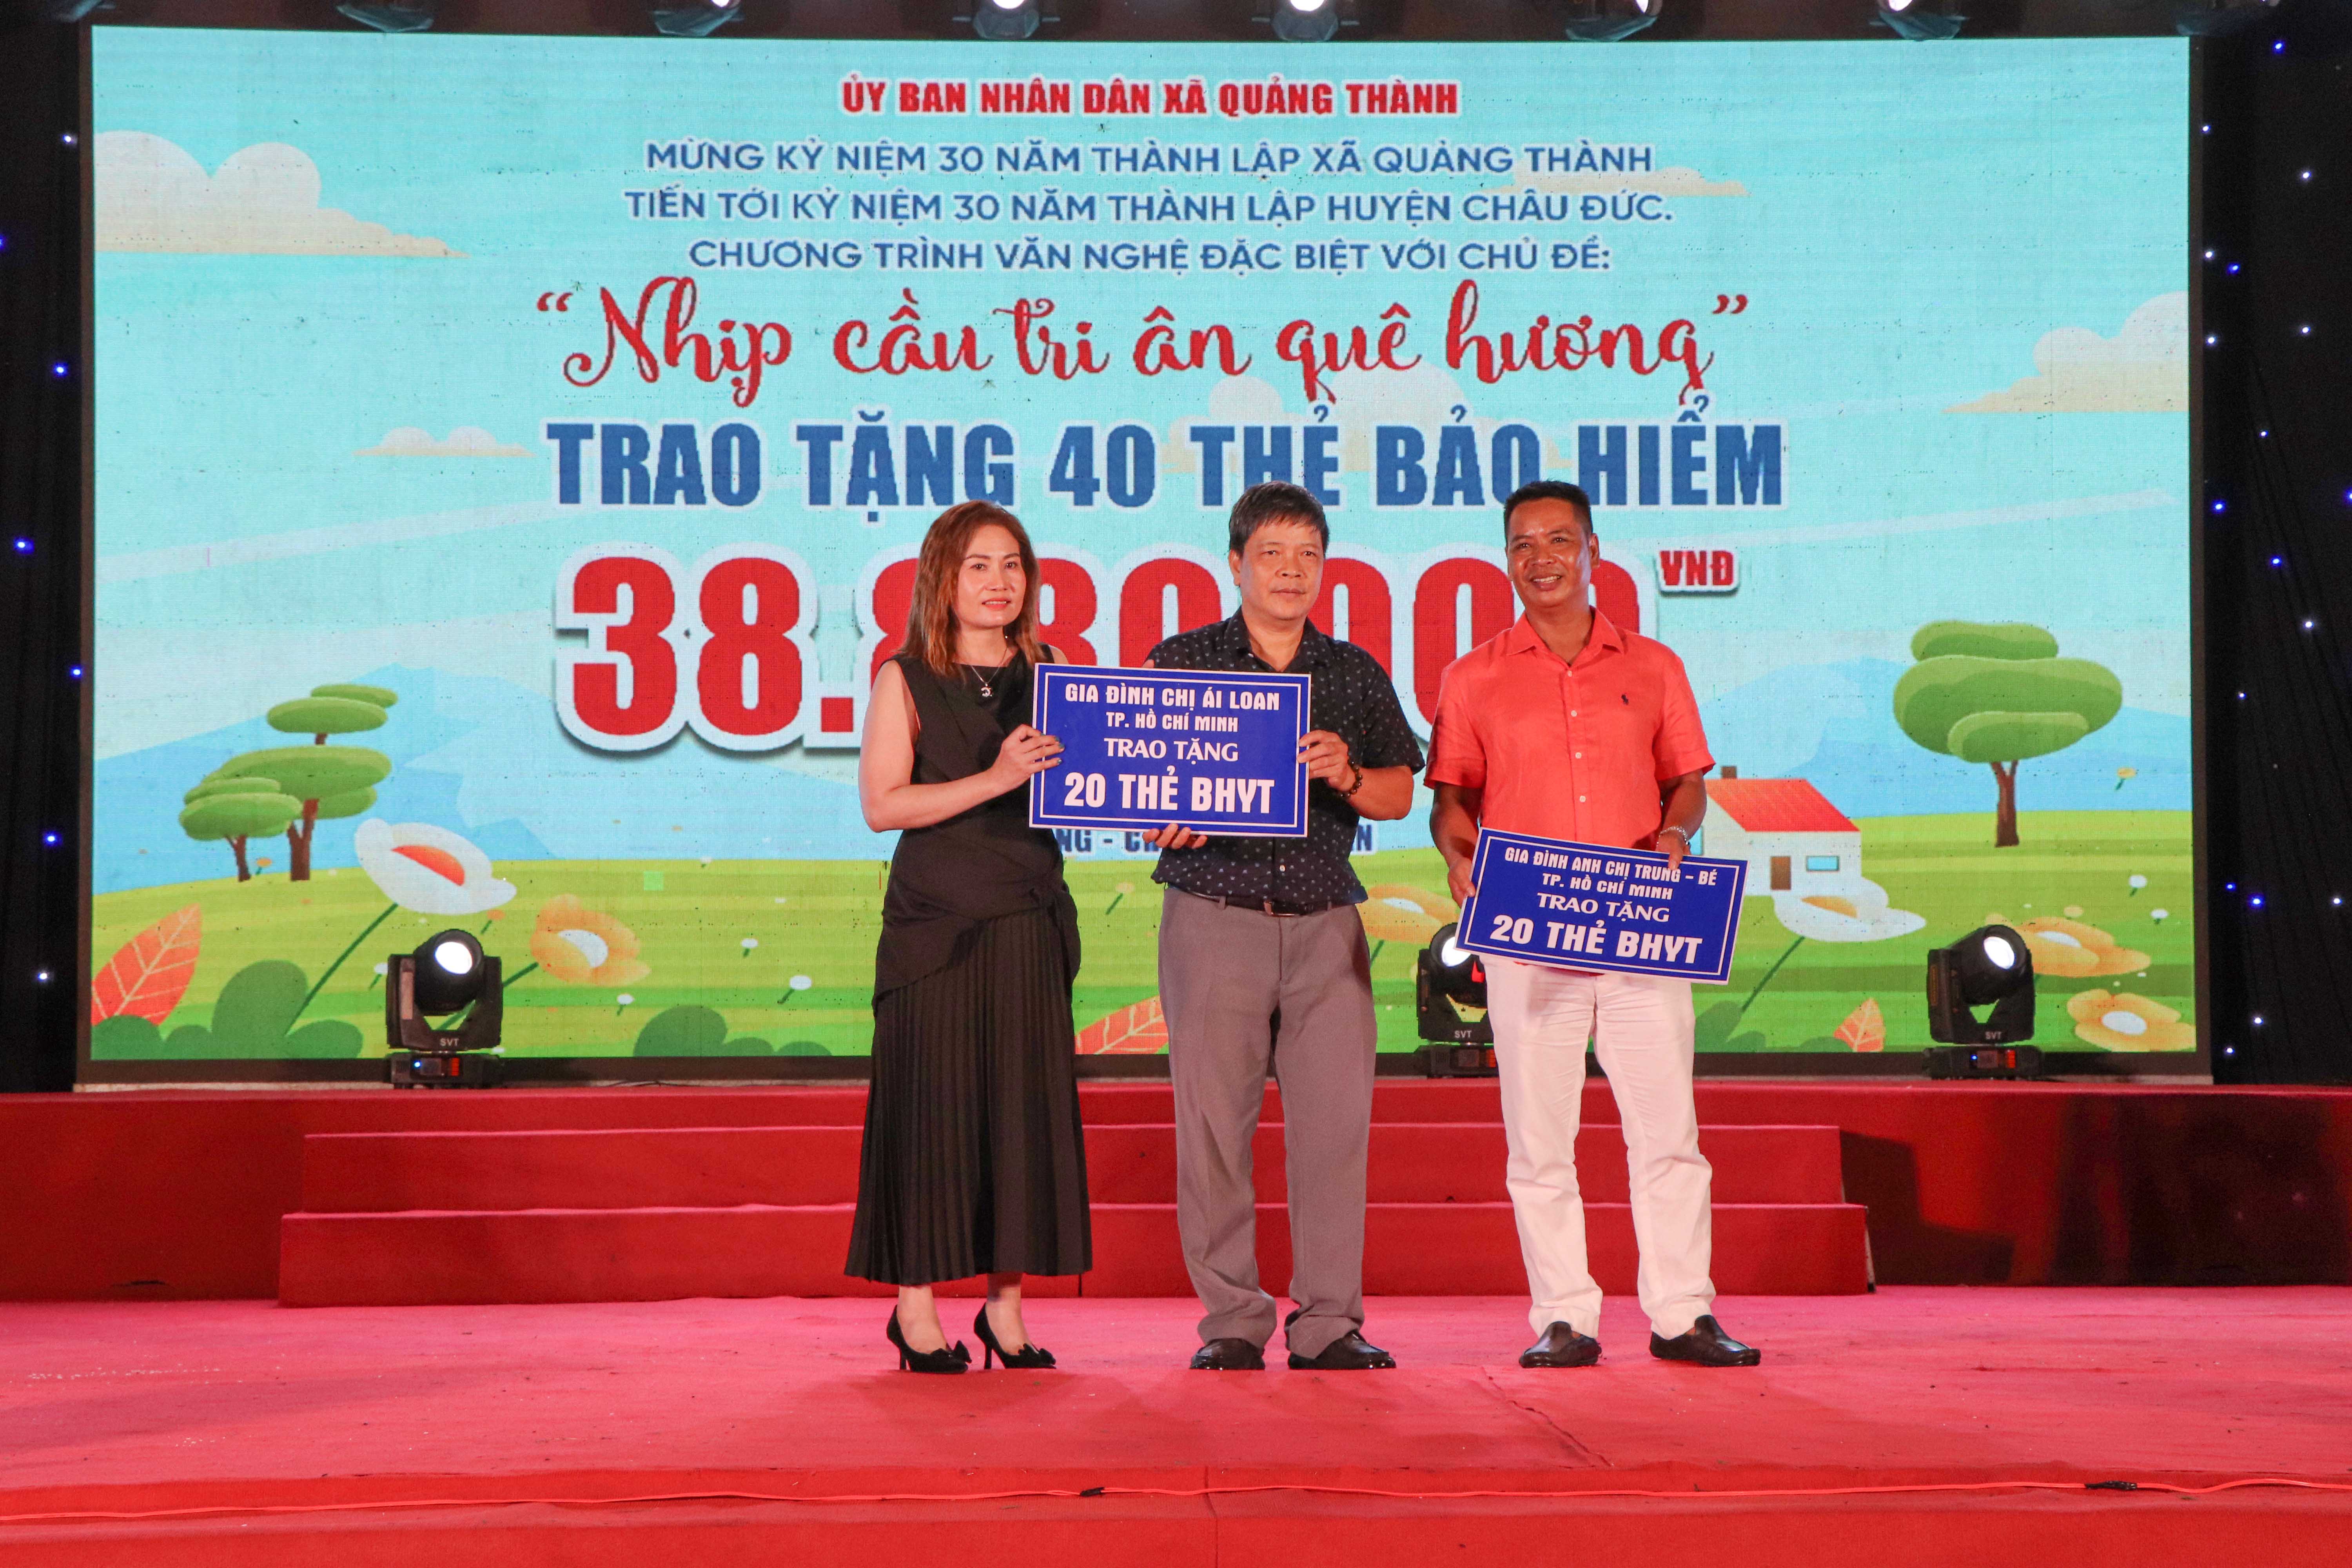 ỦY BAN NHÂN DÂN XÃ QUẢNG THÀNH
MỪNG KỶ NIỆM 30 NĂM THÀNH LẬP XÃ QUẢNG THÀNH
TIẾN TỚI KỶ NIỆM 30 NĂM THÀNH LẬP HUYỆN CHÂU ĐỨC.
CHƯƠNG TRÌNH VĂN NGHỆ ĐẶC BIỆT VỚI CHỦ ĐỀ:
“Nhịp cầu tri ân quê hương”
TRAO TẶNG 40 THẺ BẢO HIỂM
VNĐ
GIA ĐÌNH CHỊ ÁI LOAN
TP. HỒ CHÍ MINH
TRAO TẶNG
20 THẺ BHYT
GIA ĐÌNH ANH CHỊ TRUNG - BÉ
TP. HỒ CHÍ MINH
TRAO TẶNG
20 THẺ BHYT
SVT
SVT
SVT